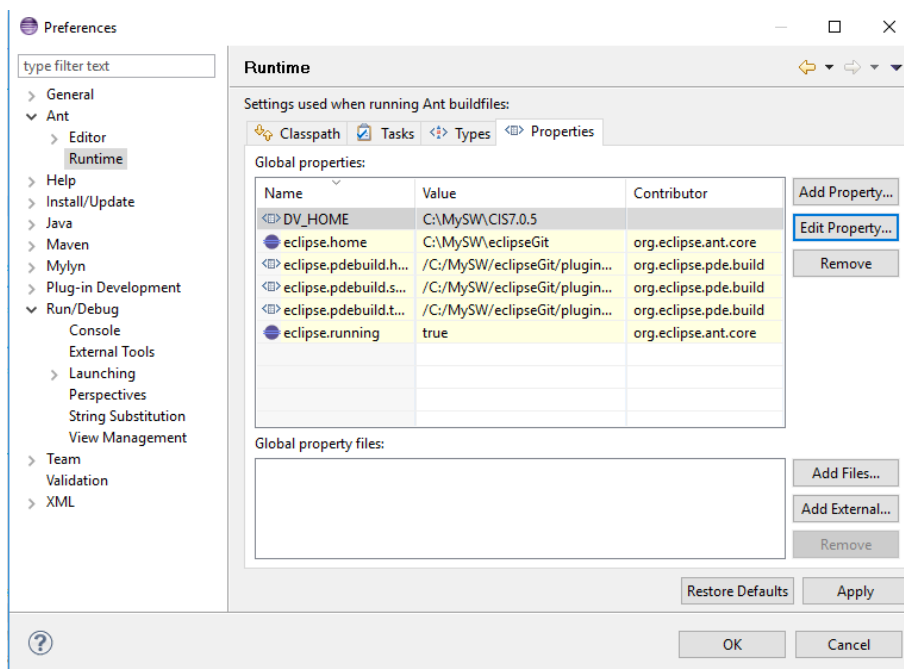 Preferences
type filter text
General
Ant
Editor
Runtime
Help
Install/Update
Java
Maven
Mylyn
Plug-in Development
Run/Debug
Console
External Tools
Launching
Perspectives
String Substitution
View Management
Team
Validation
XML
Runtime
Settings used when running Ant buildfiles:
Classpath Tasks Types Properties
Global properties:
Name Value Contributor
DV_HOME C:\MySW\CIS7.0.5
eclipse.home C:\MySW\eclipseGit org.eclipse.ant.core
eclipse.pdebuild.h... /C:/MySW/eclipseGit/plugin... org.eclipse.pde.build
eclipse.pdebuild.s... /C:/MySW/eclipseGit/plugin... org.eclipse.pde.build
eclipse.pdebuild.t... /C:/MySW/eclipseGit/plugin... org.eclipse.pde.build
eclipse.running true org.eclipse.ant.core
Add Property...
Edit Property...
Remove
Global property files:
Add Files...
Add External...
Remove
Restore Defaults Apply
? OK Cancel